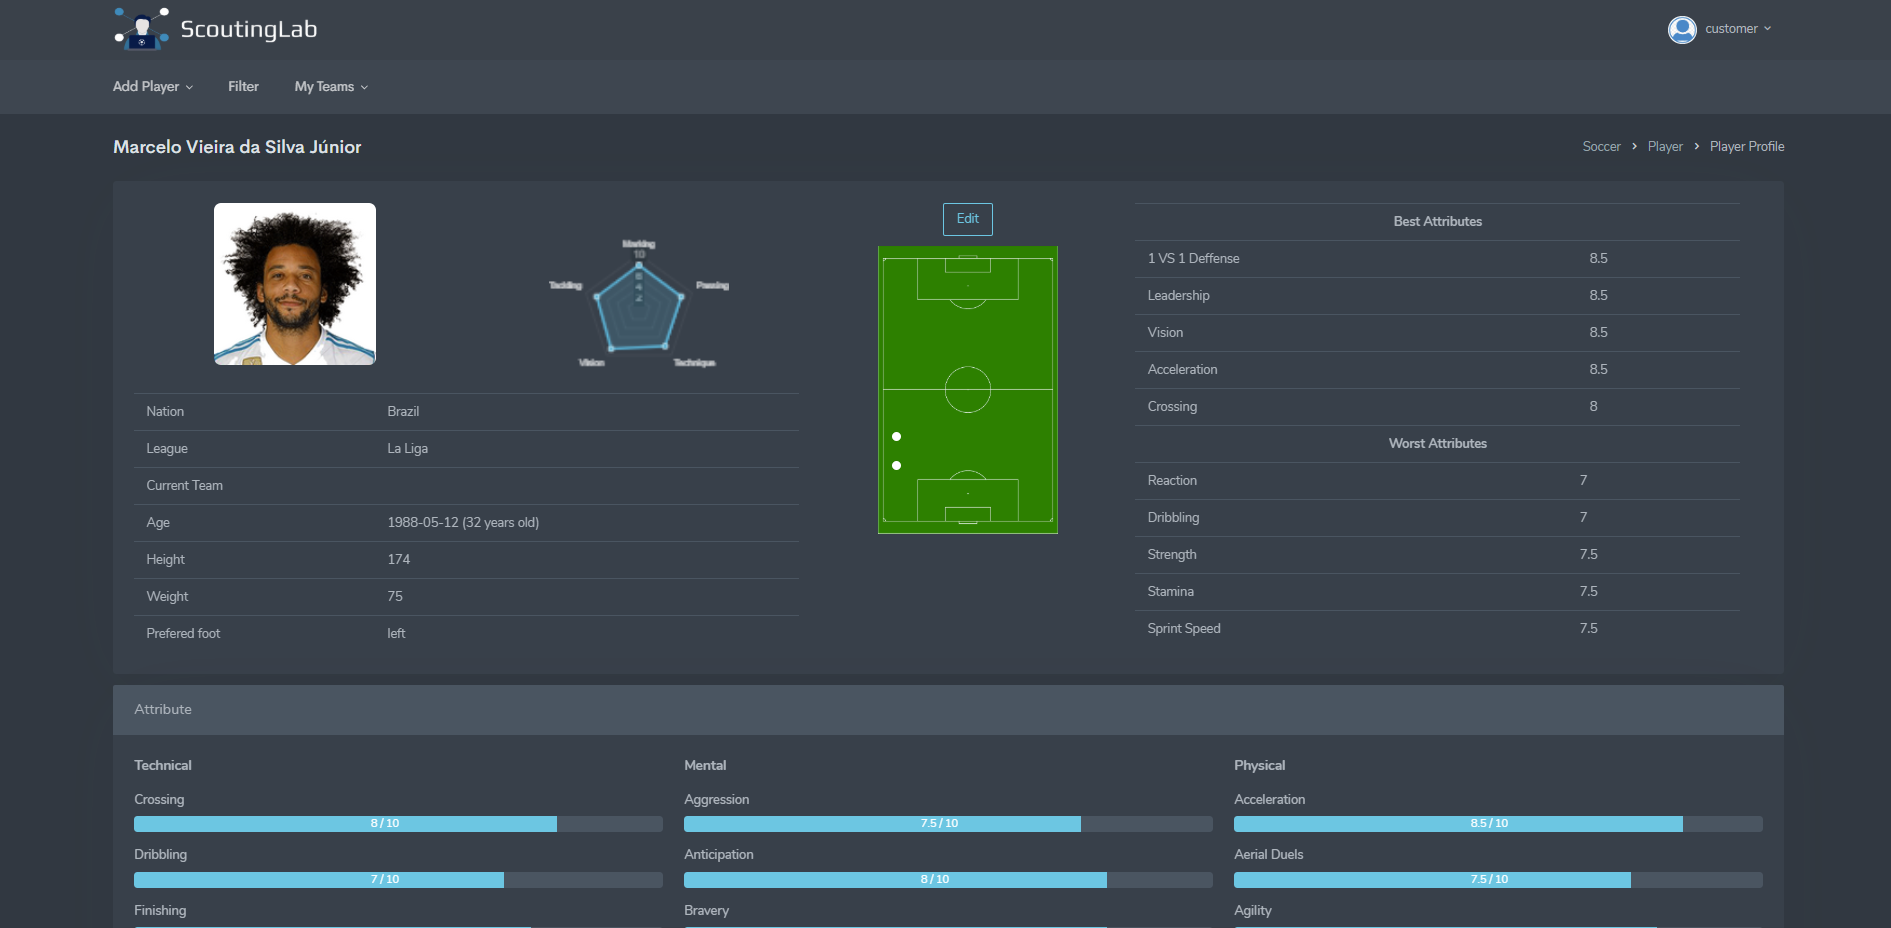 ScoutingLab
customer
Add Player
Filter
My Teams
Marcelo Vieira da Silva Júnior
Soccer > Player > Player Profile
Marking
10
8
6
4
2
Tackling
Passing
Vision
Technique
Nation Brazil
League La Liga
Current Team
Age 1988-05-12 (32 years old)
Height 174
Weight 75
Prefered foot left
Edit
Best Attributes
1 VS 1 Deffense 8.5
Leadership 8.5
Vision 8.5
Acceleration 8.5
Crossing 8
Worst Attributes
Reaction 7
Dribbling 7
Strength 7.5
Stamina 7.5
Sprint Speed 7.5
Attribute
Technical
Crossing
8 / 10
Dribbling
7 / 10
Finishing
Mental
Aggression
7.5 / 10
Anticipation
8 / 10
Bravery
Physical
Acceleration
8.5 / 10
Aerial Duels
7.5 / 10
Agility